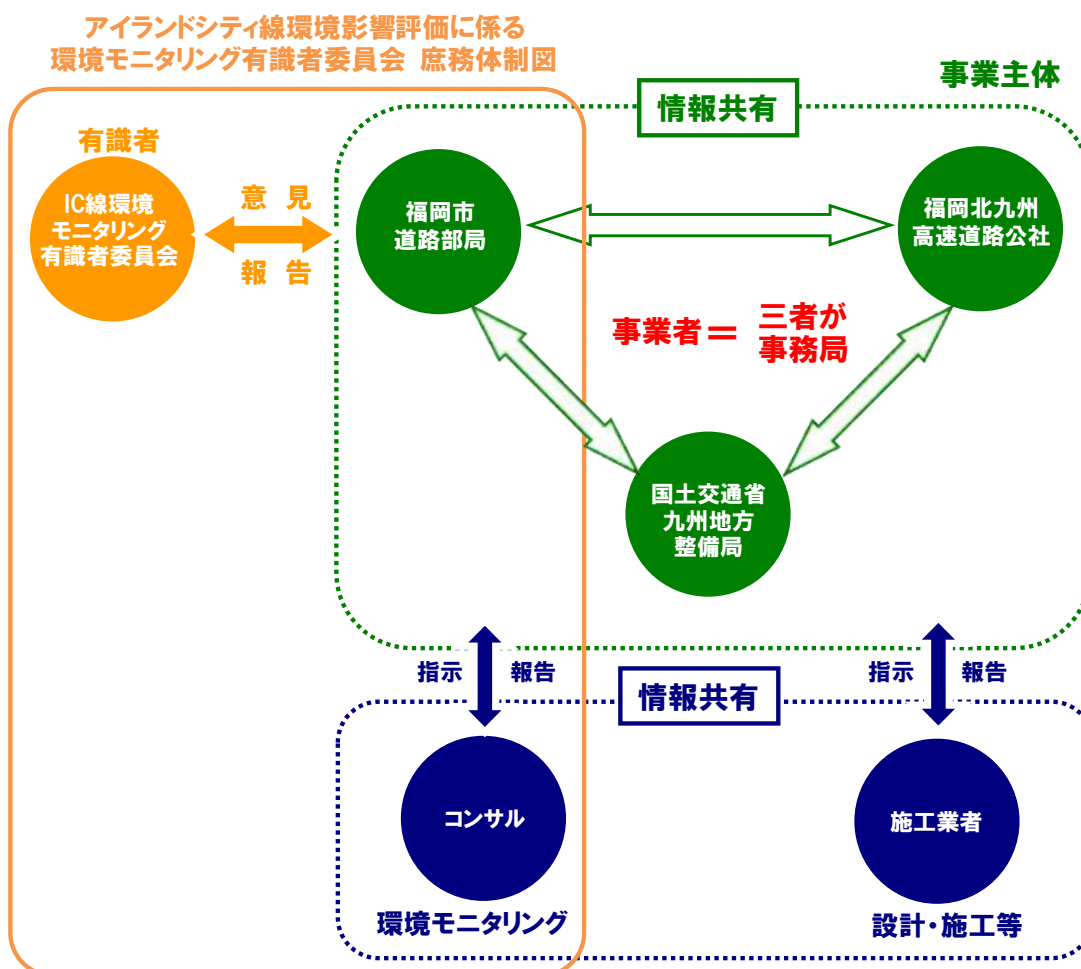 アイランドシティ線環境影響評価に係る
環境モニタリング有識者委員会 庶務体制図
事業主体
情報共有
有識者
IC線環境
モニタリング
有識者委員会
意 見
報 告
福岡市
道路部局
福岡北九州
高速道路公社
事業者＝ 三者が
事務局
国土交通省
九州地方
整備局
指示 報告
指示 報告
情報共有
コンサル
施工業者
環境モニタリング
設計・施工等